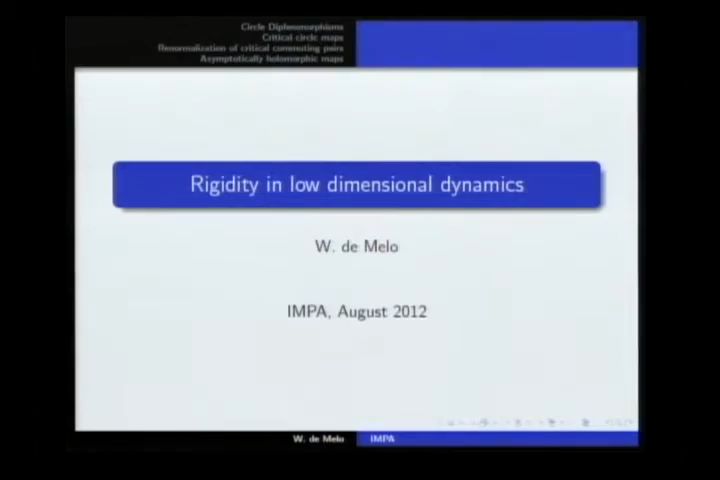 Circle Diffeomorphisms
Critical circle maps
Renormalization of critical commuting pairs
Asymptotically holomorphic maps
Rigidity in low dimensional dynamics
W. de Melo
IMPA, August 2012
W. de Melo IMPA